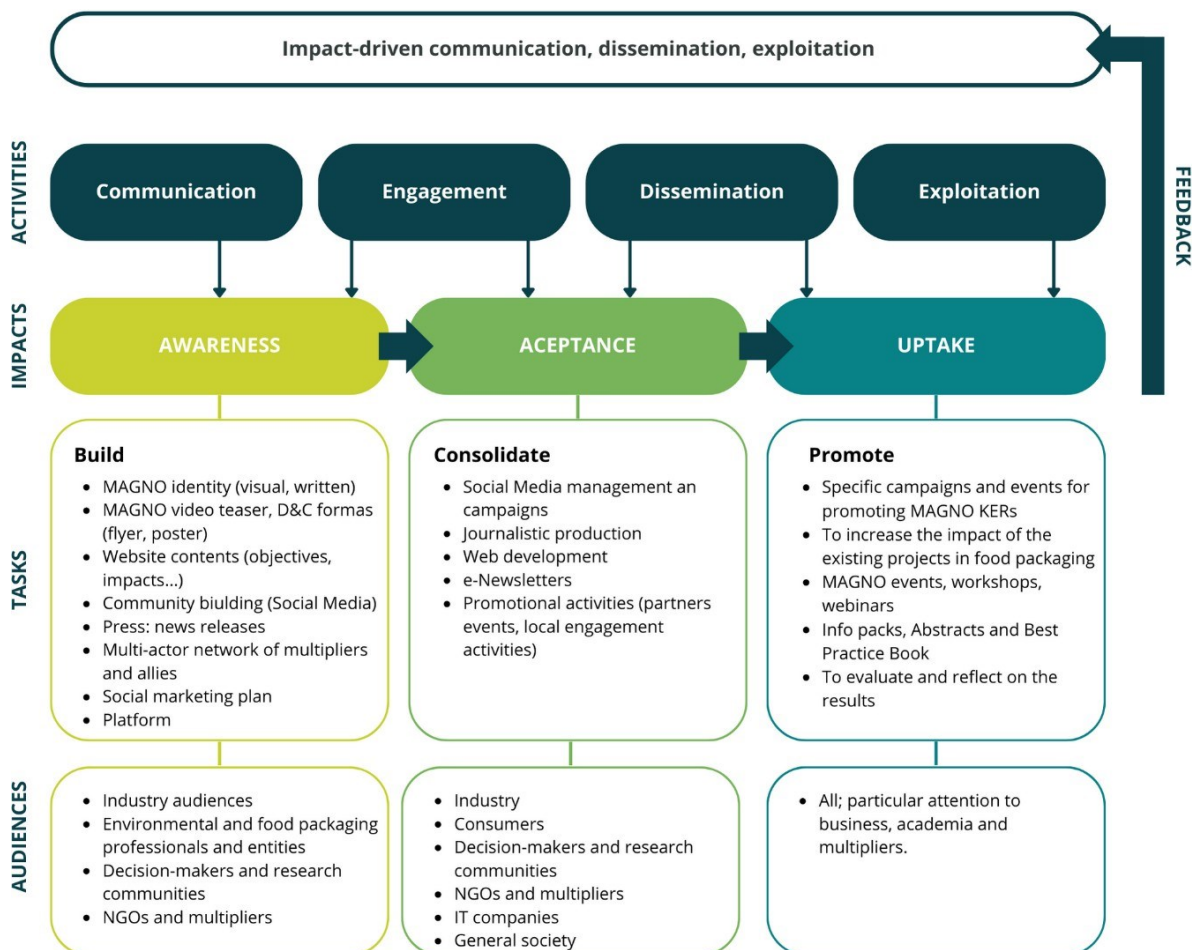 Impact-driven communication, dissemination, exploitation
ACTIVITIES
Communication
Engagement
Dissemination
Exploitation
FEEDBACK
IMPACTS
AWARENESS
ACEPTANCE
UPTAKE
TASKS
Build
• MAGNO identity (visual, written)
• MAGNO video teaser, D&C formas
(flyer, poster)
• Website contents (objectives,
impacts...)
• Community biulding (Social Media)
• Press: news releases
• Multi-actor network of multipliers
and allies
• Social marketing plan
• Platform
Consolidate
• Social Media management an
campaigns
• Journalistic production
• Web development
• e-Newsletters
• Promotional activities (partners
events, local engagement
activities)
Promote
• Specific campaigns and events for
promoting MAGNO KERs
• To increase the impact of the
existing projects in food packaging
• MAGNO events, workshops,
webinars
• Info packs, Abstracts and Best
Practice Book
• To evaluate and reflect on the
results
AUDIENCES
• Industry audiences
• Environmental and food packaging
professionals and entities
• Decision-makers and research
communities
• NGOs and multipliers
• Industry
• Consumers
• Decision-makers and research
communities
• NGOs and multipliers
• IT companies
• General society
• All; particular attention to
business, academia and
multipliers.